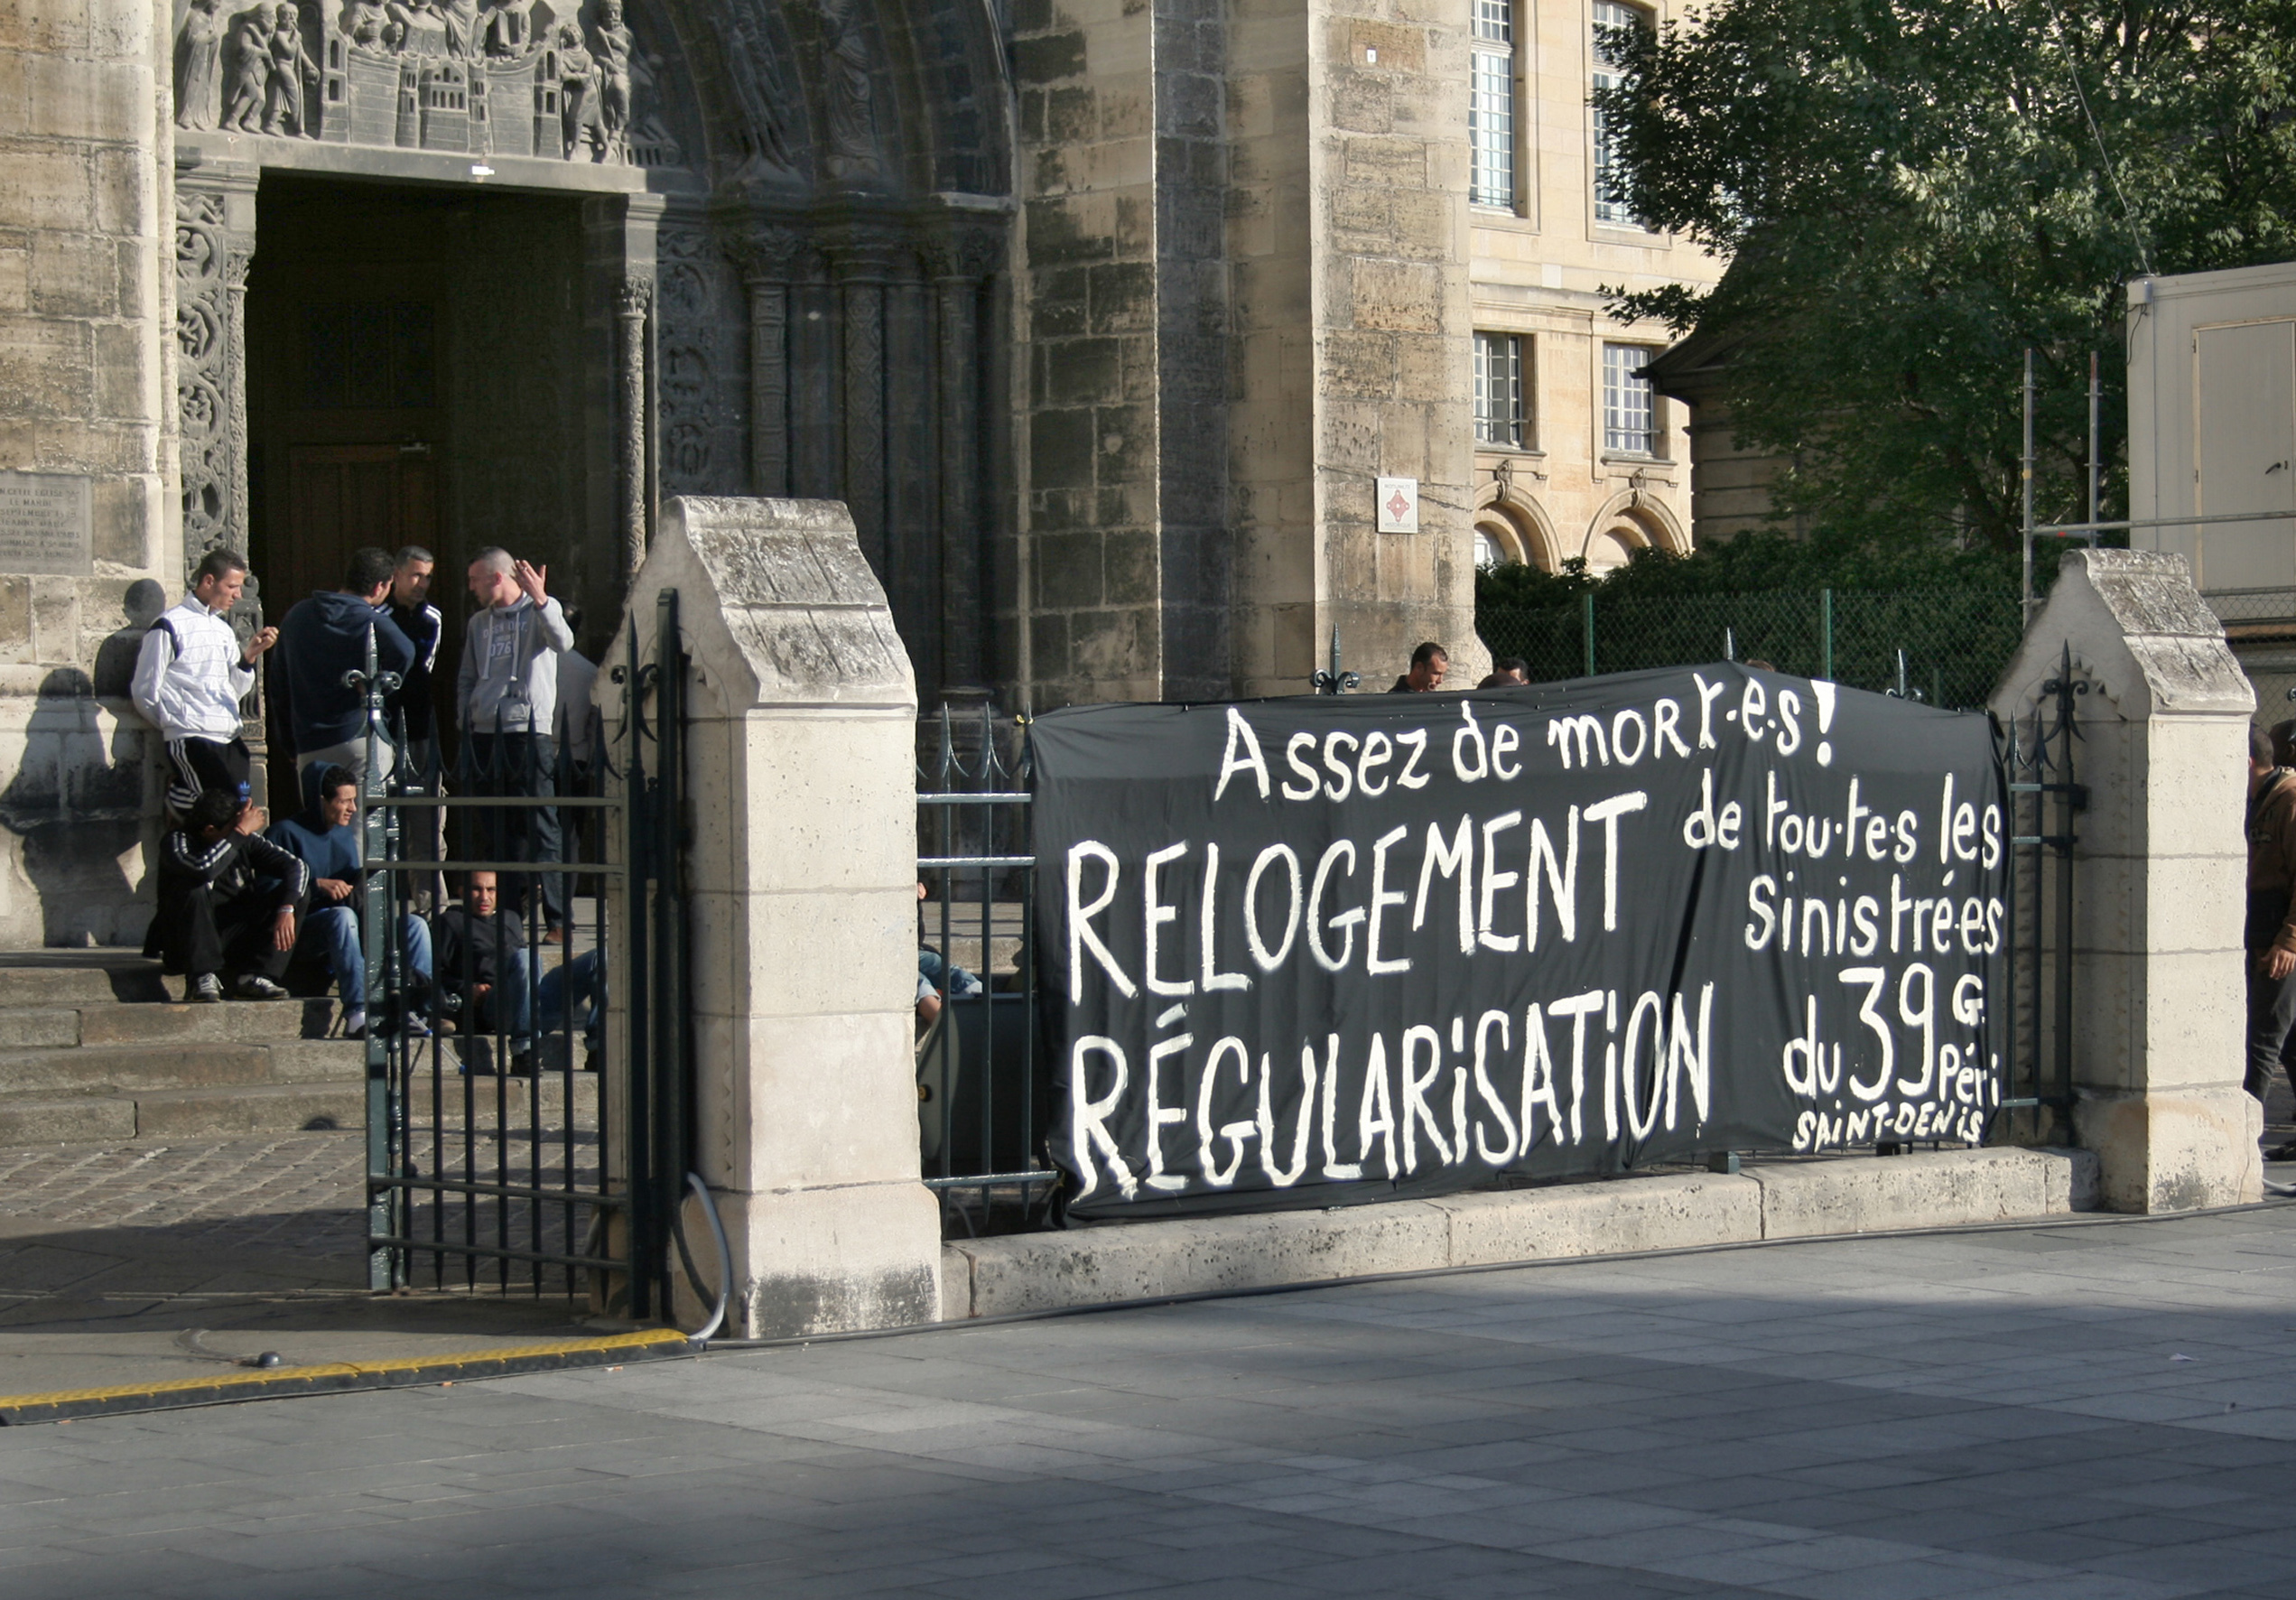 Assez de mort·e·s!
RELOGEMENT
RÉGULARISATION
de tou·te·s les
sinistré·e·s
du 39 G.
Péri
SAINT-DENIS